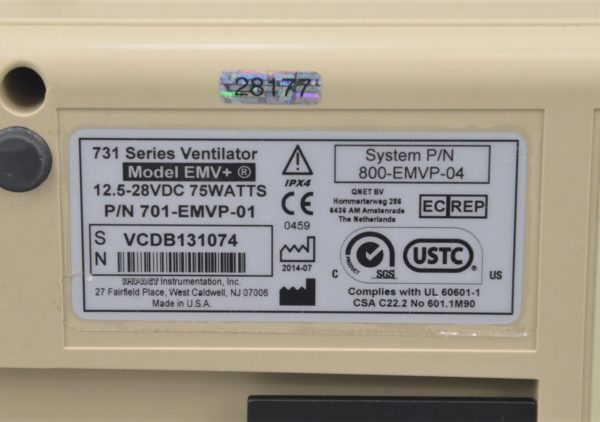 28177
731 Series Ventilator
Model EMV+ ®
12.5-28VDC 75WATTS
P/N 701-EMVP-01
S N VCDB131074
IMPACT Instrumentation, Inc.
27 Fairfield Place, West Caldwell, NJ 07006
Made in U.S.A.
IPX4
CE
0459
2014-07
System P/N
800-EMVP-04
QNET BV
Hommerterweg 286
6436 AM Amstenrade
The Netherlands
EC REP
C SGS USTC US
Complies with UL 60601-1
CSA C22.2 No 601.1M90